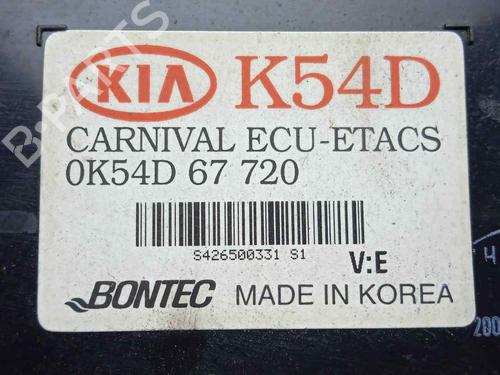 KIA K54D
CARNIVAL ECU-ETACS
0K54D 67 720
S426500331 S1
V:E
BONTEC MADE IN KOREA
B-PARTS